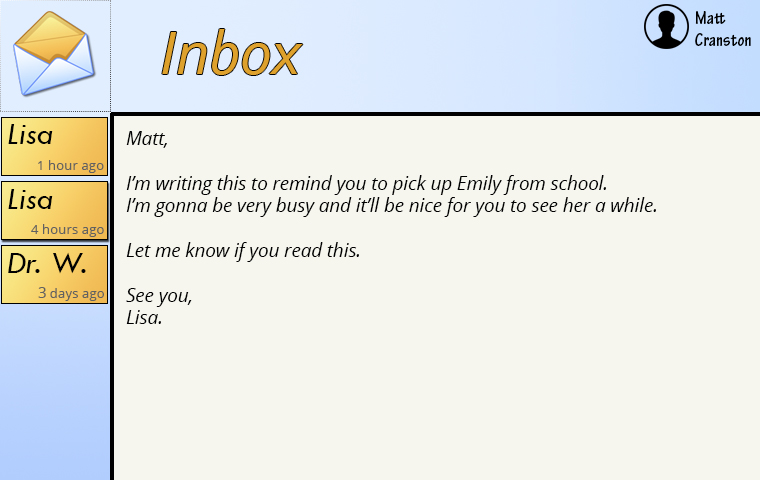 Inbox
Matt
Cranston
Lisa
1 hour ago
Lisa
4 hours ago
Dr. W.
3 days ago
Matt,
I'm writing this to remind you to pick up Emily from school.
I'm gonna be very busy and it'll be nice for you to see her a while.
Let me know if you read this.
See you,
Lisa.